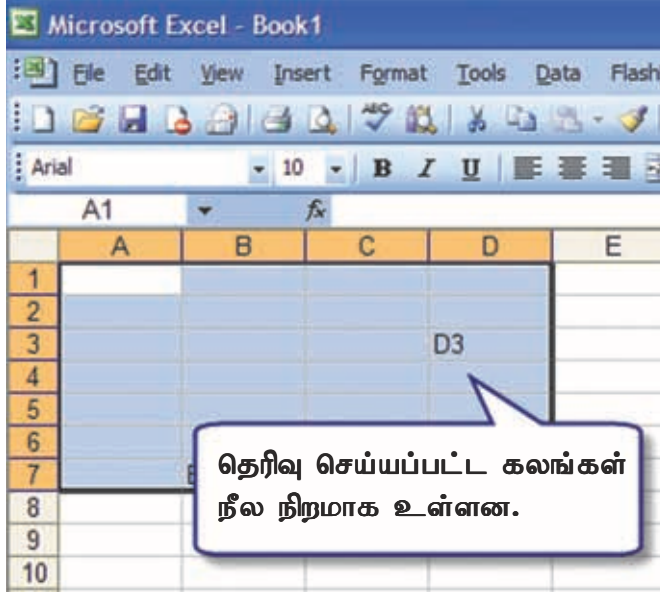 Microsoft Excel - Book1
File Edit View Insert Format Tools Data Flash
Arial 10 B I U
A1 fx
A B C D E
1
2
3 D3
4
5
6
7
8
9
10
தெரிவு செய்யப்பட்ட கலங்கள்
நீல நிறமாக உள்ளன.